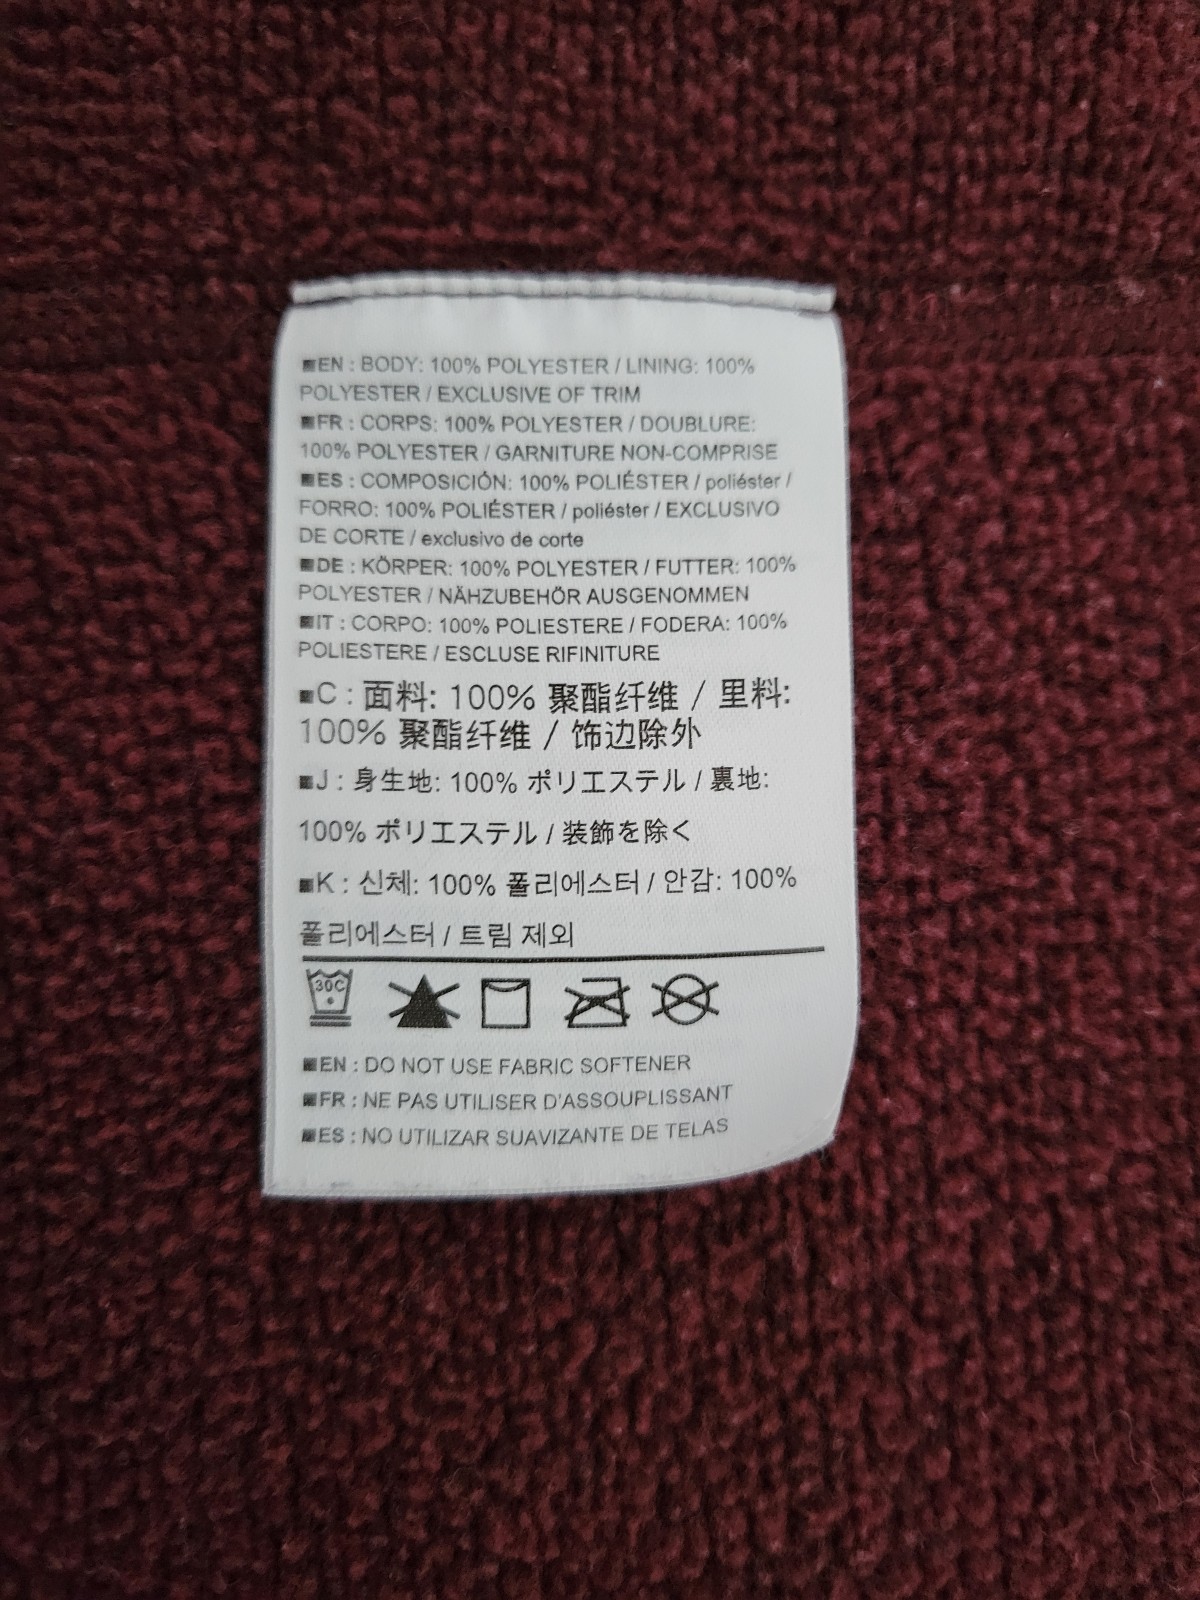 ■EN : BODY: 100% POLYESTER / LINING: 100%
POLYESTER / EXCLUSIVE OF TRIM
■FR : CORPS: 100% POLYESTER / DOUBLURE:
100% POLYESTER / GARNITURE NON-COMPRISE
■ES : COMPOSICIÓN: 100% POLIÉSTER / poliéster /
FORRO: 100% POLIÉSTER / poliéster / EXCLUSIVO
DE CORTE / exclusivo de corte
■DE : KÖRPER: 100% POLYESTER / FUTTER: 100%
POLYESTER / NÄHZUBEHÖR AUSGENOMMEN
■IT : CORPO: 100% POLIESTERE / FODERA: 100%
POLIESTERE / ESCLUSE RIFINITURE
■C : 面料: 100% 聚酯纤维 / 里料:
100% 聚酯纤维 / 饰边除外
■J : 身生地: 100% ポリエステル / 裏地:
100% ポリエステル / 装飾を除く
■K : 신체: 100% 폴리에스터 / 안감: 100%
폴리에스터 / 트림 제외
30C
■EN : DO NOT USE FABRIC SOFTENER
■FR : NE PAS UTILISER D'ASSOUPLISSANT
■ES : NO UTILIZAR SUAVIZANTE DE TELAS